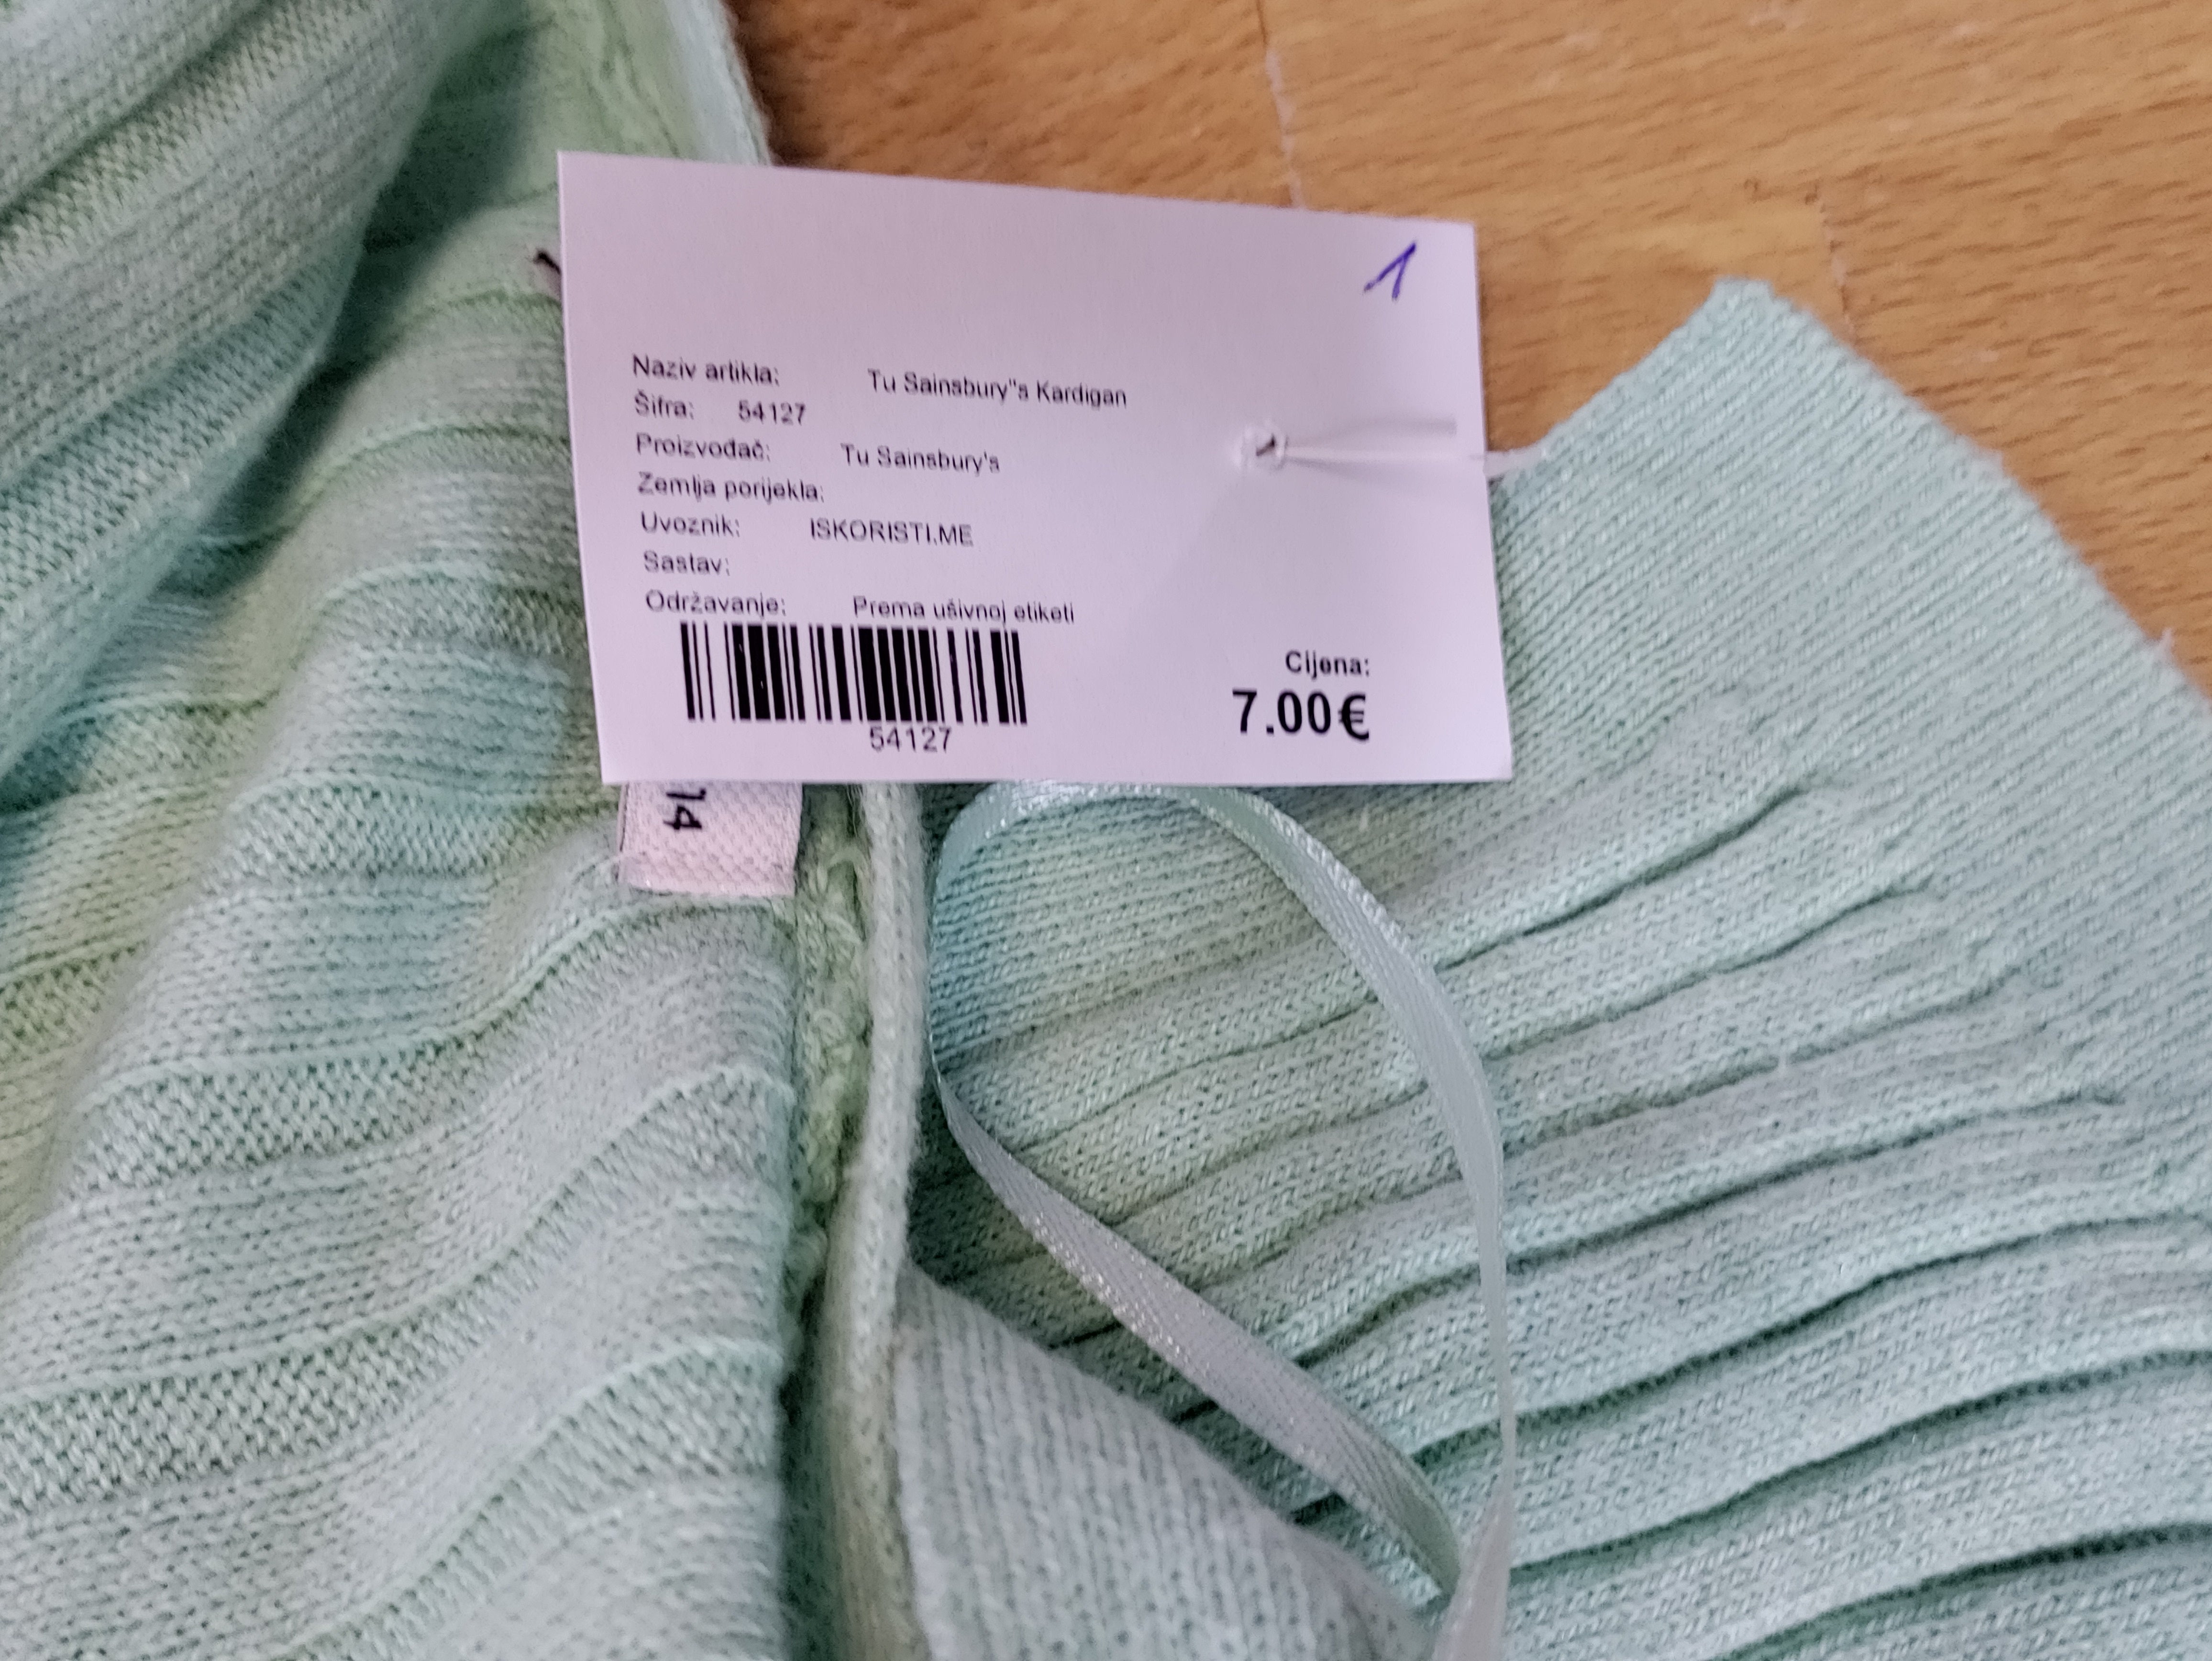 1
Naziv artikla: Tu Sainsbury"s Kardigan
Šifra: 54127
Proizvođač: Tu Sainsbury's
Zemlja porijekla:
Uvoznik: ISKORISTI.ME
Sastav:
Održavanje: Prema ušivnoj etiketi
54127
Cijena:
7.00€
14